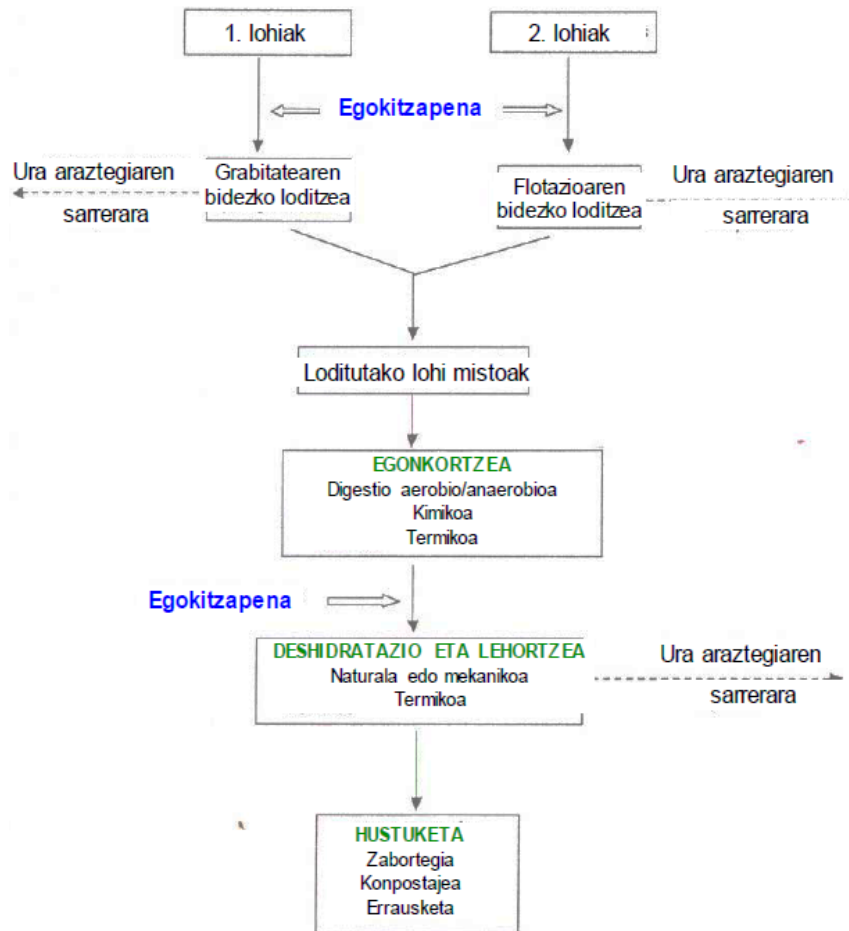 1. lohiak
2. lohiak
Egokitzapena
Ura araztegiaren
sarrerara
Grabitatearen
bidezko loditzea
Flotazioaren
bidezko loditzea
Ura araztegiaren
sarrerara
Loditutako lohi mistoak
EGONKORTZEA
Digestio aerobio/anaerobioa
Kimikoa
Termikoa
Egokitzapena
DESHIDRATAZIO ETA LEHORTZEA
Naturala edo mekanikoa
Termikoa
Ura araztegiaren
sarrerara
HUSTUKETA
Zabortegia
Konpostajea
Errausketa